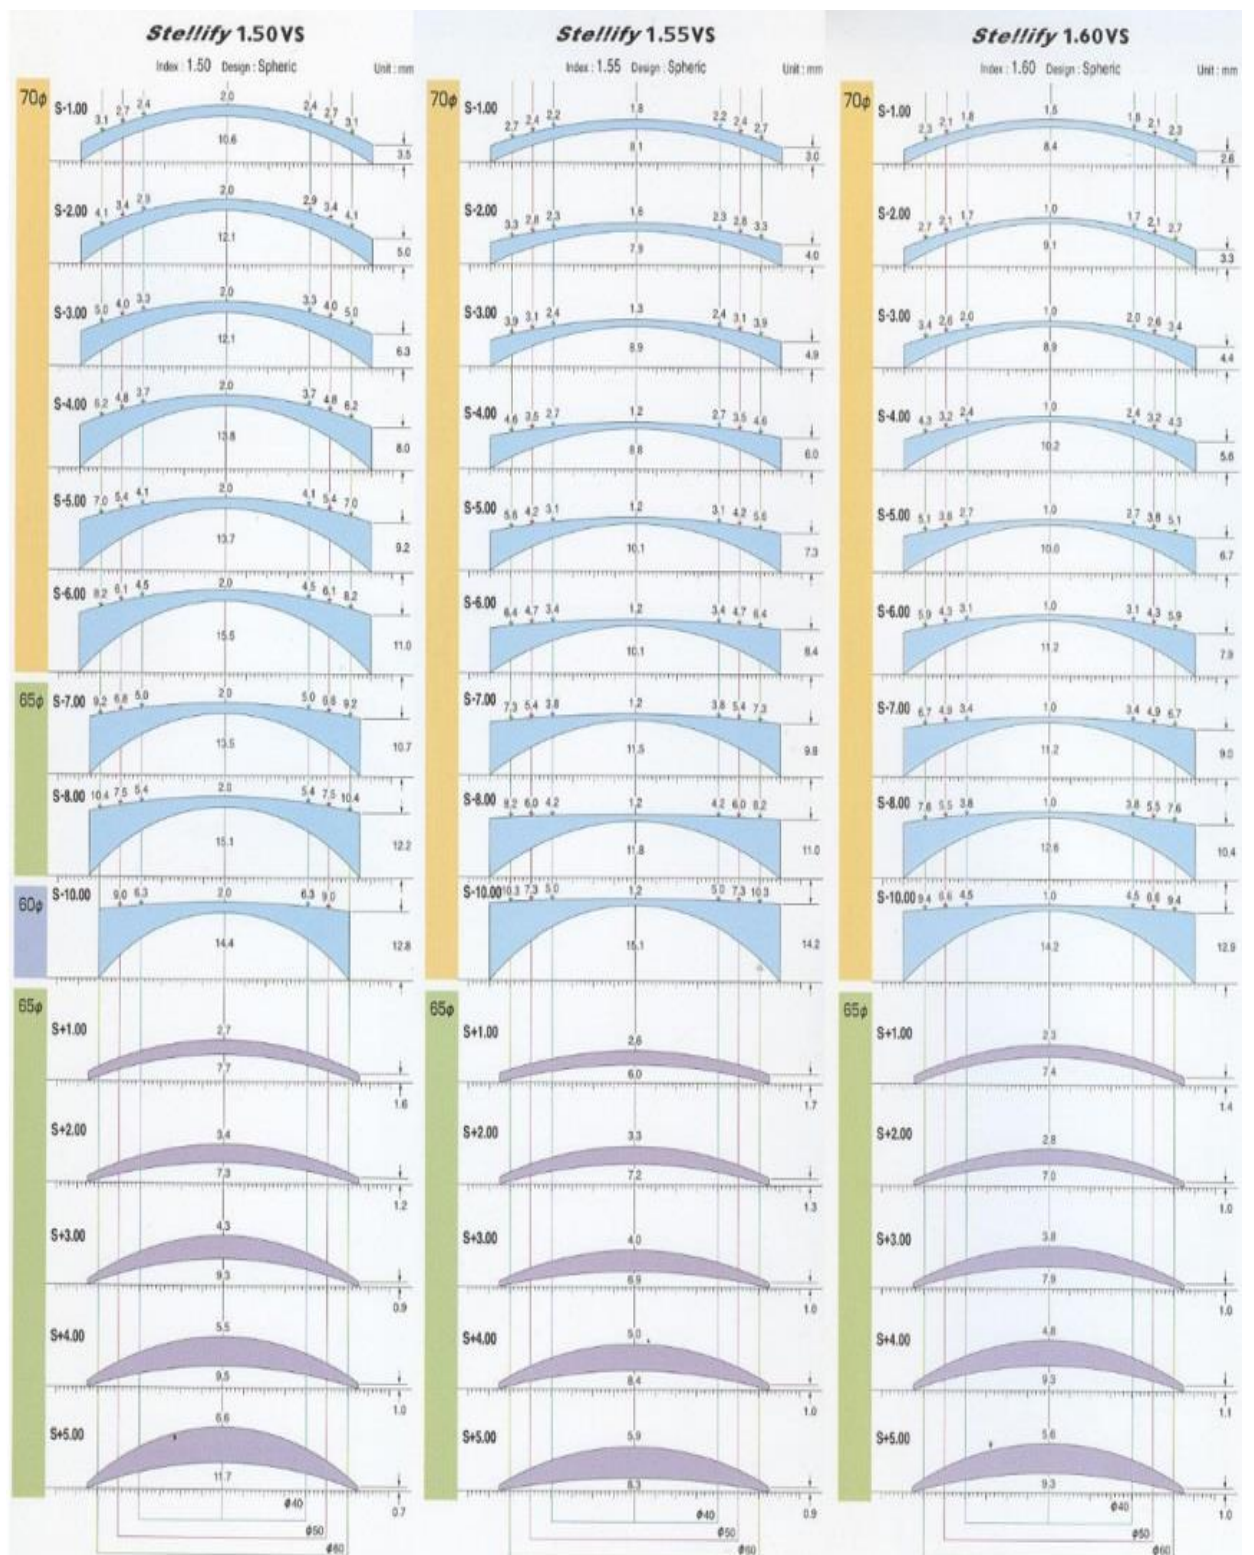 Stellify 1.50VS
Index : 1.50 Design : Spheric Unit : mm
70φ
S-1.00
3.1 2.7 2.4 2.0 2.4 2.7 3.1
10.6 3.5
S-2.00
4.1 3.4 2.9 2.0 2.9 3.4 4.1
12.1 5.0
S-3.00
5.0 4.0 3.3 2.0 3.3 4.0 5.0
12.1 6.3
S-4.00
6.2 4.8 3.7 2.0 3.7 4.8 6.2
13.8 8.0
S-5.00
7.0 5.4 4.1 2.0 4.1 5.4 7.0
13.7 9.2
S-6.00
8.2 6.1 4.5 2.0 4.5 6.1 8.2
15.5 11.0
65φ
S-7.00
9.2 6.8 5.0 2.0 5.0 6.8 9.2
13.5 10.7
S-8.00
10.4 7.5 5.4 2.0 5.4 7.5 10.4
15.1 12.2
60φ
S-10.00
9.0 6.3 2.0 6.3 9.0
14.4 12.8
65φ
S+1.00
2.7
7.7
1.6
S+2.00
3.4
7.3
1.2
S+3.00
4.3
9.3
0.9
S+4.00
5.5
9.5
1.0
S+5.00
6.6
11.7
0.7
φ40
φ50
φ60
Stellify 1.55VS
Index : 1.55 Design : Spheric Unit : mm
70φ
S-1.00
2.7 2.4 2.2 1.8 2.2 2.4 2.7
8.1 3.0
S-2.00
3.3 2.8 2.3 1.6 2.3 2.8 3.3
7.9 4.0
S-3.00
3.9 3.1 2.4 1.3 2.4 3.1 3.9
8.9 4.9
S-4.00
4.6 3.5 2.7 1.2 2.7 3.5 4.6
8.8 6.0
S-5.00
5.6 4.2 3.1 1.2 3.1 4.2 5.6
10.1 7.3
S-6.00
6.4 4.7 3.4 1.2 3.4 4.7 6.4
10.1 8.4
S-7.00
7.3 5.4 3.8 1.2 3.8 5.4 7.3
11.5 9.8
S-8.00
8.2 6.0 4.2 1.2 4.2 6.0 8.2
11.8 11.0
S-10.00
10.3 7.3 5.0 1.2 5.0 7.3 10.3
15.1 14.2
65φ
S+1.00
2.6
6.0
1.7
S+2.00
3.3
7.2
1.3
S+3.00
4.0
6.9
1.0
S+4.00
5.0
8.4
1.0
S+5.00
5.9
8.3
0.9
φ40
φ50
φ60
Stellify 1.60VS
Index : 1.60 Design : Spheric Unit : mm
70φ
S-1.00
2.3 2.1 1.8 1.5 1.8 2.1 2.3
8.4 2.6
S-2.00
2.7 2.1 1.7 1.0 1.7 2.1 2.7
9.1 3.3
S-3.00
3.4 2.6 2.0 1.0 2.0 2.6 3.4
8.9 4.4
S-4.00
4.3 3.2 2.4 1.0 2.4 3.2 4.3
10.2 5.6
S-5.00
5.1 3.8 2.7 1.0 2.7 3.8 5.1
10.0 6.7
S-6.00
5.9 4.3 3.1 1.0 3.1 4.3 5.9
11.2 7.9
S-7.00
6.7 4.9 3.4 1.0 3.4 4.9 6.7
11.2 9.0
S-8.00
7.6 5.5 3.8 1.0 3.8 5.5 7.6
12.6 10.4
S-10.00
9.4 6.6 4.5 1.0 4.5 6.6 9.4
14.2 12.9
65φ
S+1.00
2.3
7.4
1.4
S+2.00
2.8
7.0
1.0
S+3.00
3.8
7.9
1.0
S+4.00
4.8
9.3
1.1
S+5.00
5.6
9.3
1.0
φ40
φ50
φ60